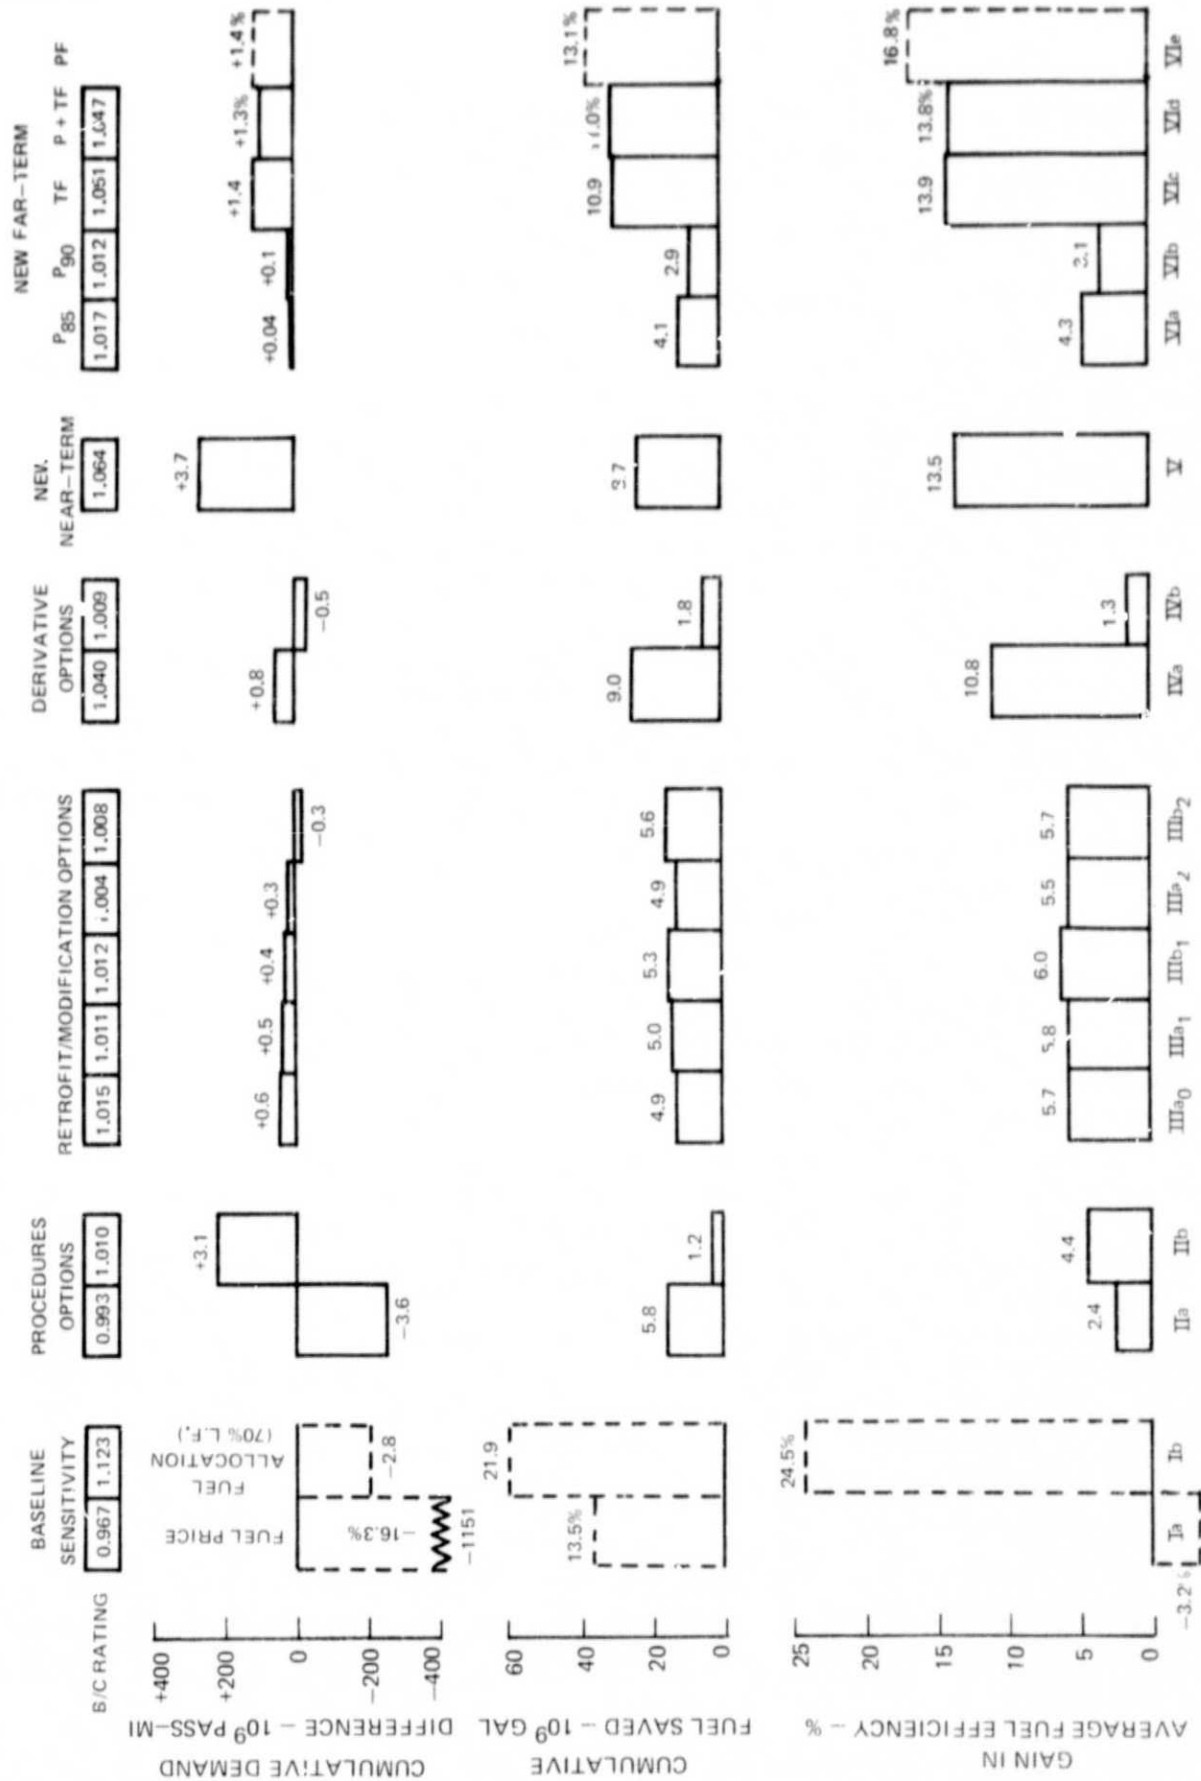 BASELINE SENSITIVITY
PROCEDURES OPTIONS
RETROFIT/MODIFICATION OPTIONS
DERIVATIVE OPTIONS
NEAR-TERM
NEW FAR-TERM
P85 P90 TF P + TF PF
B/C RATING
0.967 1.123
0.993 1.010
1.015 1.011 1.012 1.008
1.040 1.009
1.064
1.017 1.012 1.051 1.047
CUMULATIVE DEMAND
DIFFERENCE - 10⁹ PASS-MI
+400
+200
0
-200
-400
FUEL PRICE
-16.3%
-1151
FUEL
ALLOCATION
(70% L.F.)
-2.8
-3.6
+3.1
+0.6
+0.5
+0.4
+0.3
-0.3
+0.8
-0.5
+3.7
+0.04
+0.1
+1.4
+1.3%
+1.4%
CUMULATIVE
FUEL SAVED - 10⁹ GAL
60
40
20
0
13.5%
21.9
5.8
1.2
4.9
5.0
5.3
4.9
5.6
9.0
1.8
4.1
2.9
10.9
13.1%
GAIN IN
AVERAGE FUEL EFFICIENCY - %
25
20
15
10
5
0
-3.2%
24.5%
2.4
4.4
5.7
5.8
6.0
5.5
5.7
10.8
1.3
13.5
4.3
13.9
13.8%
16.8%
Ia Ib
IIa IIb
IIIa0 IIIa1 IIIb1 IIIa2 IIIb2
IVa IVb
V
VIa VIb VIc VId VIe